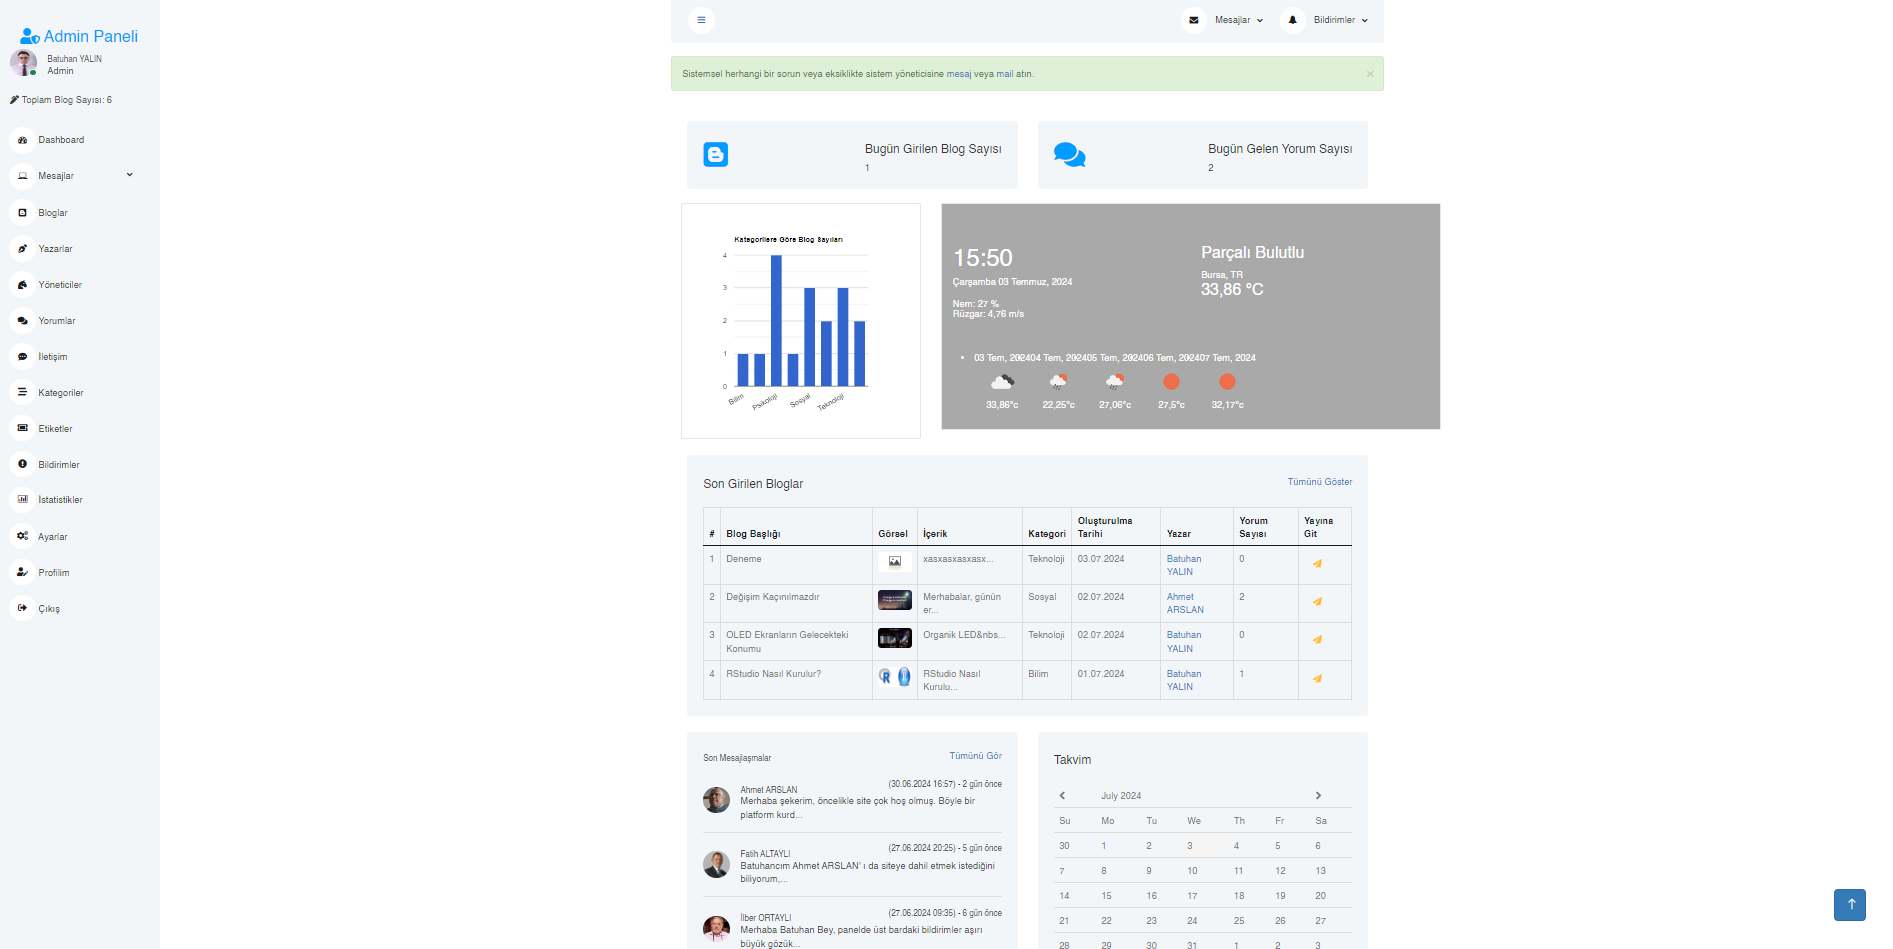 Admin Paneli
Batuhan YALIN
Admin
Toplam Blog Sayısı: 6
Dashboard
Mesajlar
Bloglar
Yazarlar
Yöneticiler
Yorumlar
İletişim
Kategoriler
Etiketler
Bildirimler
İstatistikler
Ayarlar
Profilim
Çıkış
Mesajlar
Bildirimler
Sistemsel herhangi bir sorun veya eksiklikte sistem yöneticisine mesaj veya mail atın.
×
Bugün Girilen Blog Sayısı
1
Bugün Gelen Yorum Sayısı
2
Kategorilere Göre Blog Sayıları
4
3
2
1
0
Bilim
Psikoloji
Sosyal
Teknoloji
15:50
Çarşamba 03 Temmuz, 2024
Nem: 27 %
Rüzgar: 4,76 m/s
Parçalı Bulutlu
Bursa, TR
33,86 °C
03 Tem, 2024 04 Tem, 2024 05 Tem, 2024 06 Tem, 2024 07 Tem, 2024
33,86°c 22,25°c 27,06°c 27,5°c 32,17°c
Son Girilen Bloglar
Tümünü Göster
# Blog Başlığı Görsel İçerik Kategori Oluşturulma Tarihi Yazar Yorum Sayısı Yayına Git
1 Deneme xasxasxasxasx... Teknoloji 03.07.2024 Batuhan YALIN 0
2 Değişim Kaçınılmazdır Merhabalar, günün er... Sosyal 02.07.2024 Ahmet ARSLAN 2
3 OLED Ekranların Gelecekteki Konumu Organik LED&nbs... Teknoloji 02.07.2024 Batuhan YALIN 0
4 RStudio Nasıl Kurulur? RStudio Nasıl Kurulu... Bilim 01.07.2024 Batuhan YALIN 1
Son Mesajlaşmalar
Tümünü Gör
Ahmet ARSLAN
(30.06.2024 16:57) - 2 gün önce
Merhaba şekerim, öncelikle site çok hoş olmuş. Böyle bir
platform kurd...
Fatih ALTAYLI
(27.06.2024 20:25) - 5 gün önce
Batuhancım Ahmet ARSLAN' ı da siteye dahil etmek istediğini
biliyorum,...
İlber ORTAYLI
(27.06.2024 09:35) - 6 gün önce
Merhaba Batuhan Bey, panelde üst bardaki bildirimler aşırı
büyük gözük...
Takvim
July 2024
Su Mo Tu We Th Fr Sa
30 1 2 3 4 5 6
7 8 9 10 11 12 13
14 15 16 17 18 19 20
21 22 23 24 25 26 27
28 29 30 31 1 2 3